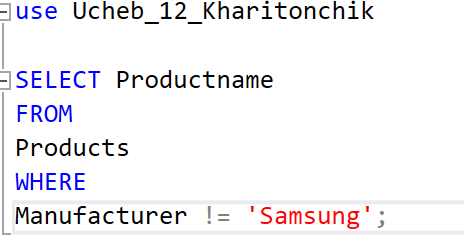 use Ucheb_12_Kharitonchik
SELECT Productname
FROM
Products
WHERE
Manufacturer != 'Samsung';